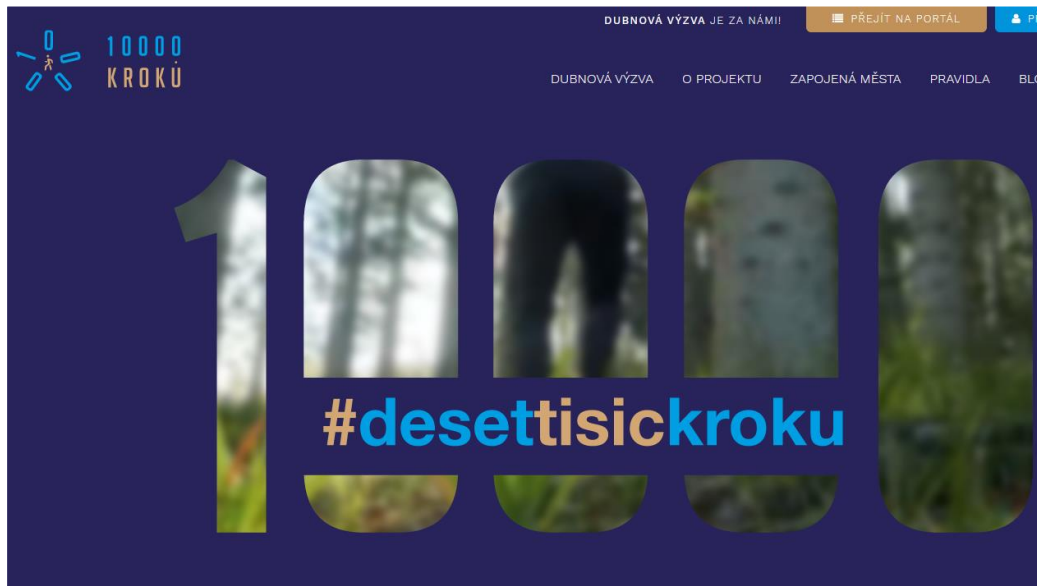 DUBNOVÁ VÝZVA JE ZA NÁMI!
PŘEJÍT NA PORTÁL
10000
KROKŮ
DUBNOVÁ VÝZVA O PROJEKTU ZAPOJENÁ MĚSTA PRAVIDLA
10000
#desettisickroku